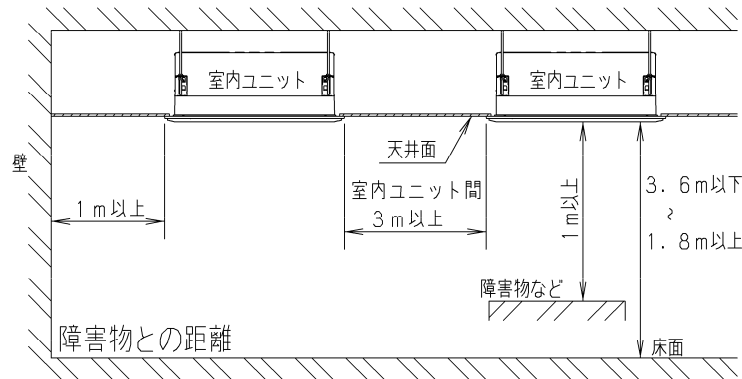 室内ユニット
室内ユニット
天井面
壁
1m以上
室内ユニット間
3m以上
1m以上
3.6m以下
~
1.8m以上
障害物など
障害物との距離
床面